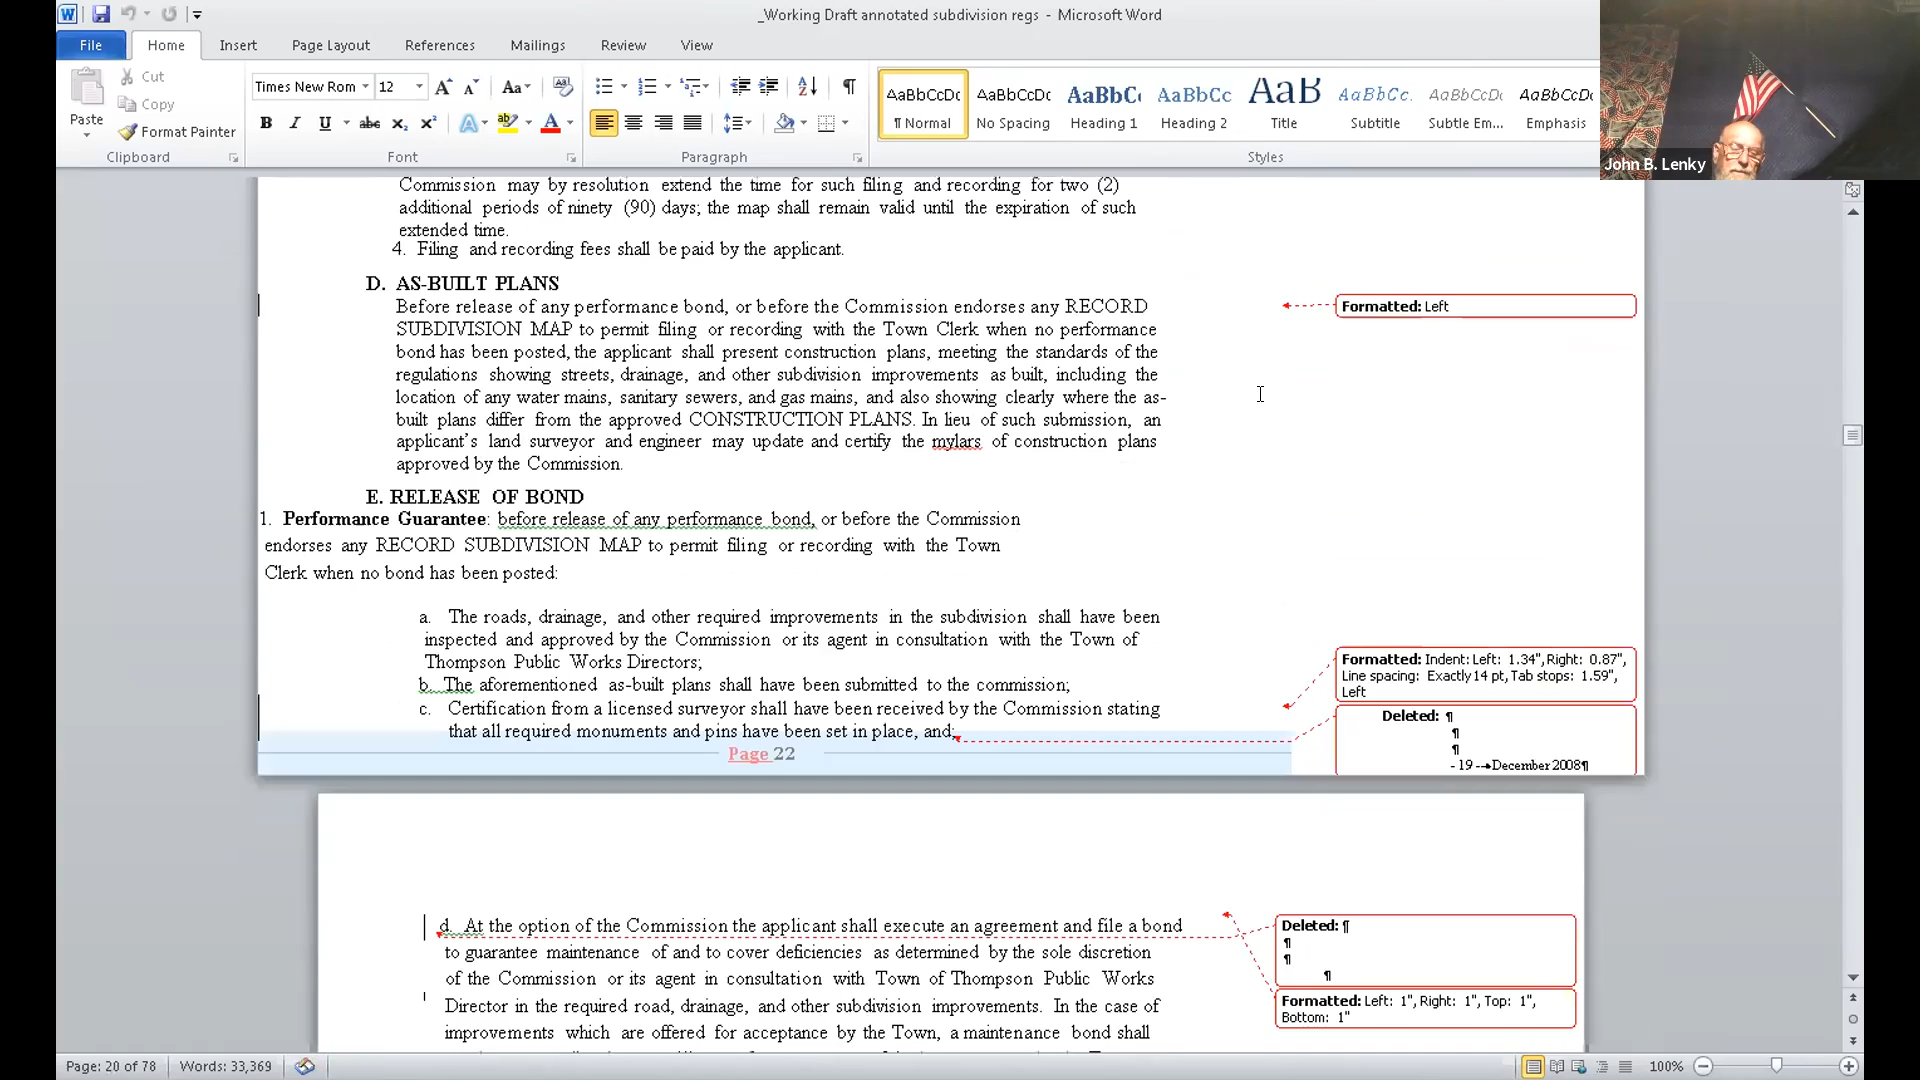 _Working Draft annotated subdivision regs - Microsoft Word
File Home Insert Page Layout References Mailings Review View
Cut
Copy
Format Painter
Paste
Clipboard
Times New Rom 12
Font
Paragraph
AaBbCcDc AaBbCcDc AaBbC AaBbCc AaB AaBbCc. AaBbCcDc AaBbCcDc
¶ Normal No Spacing Heading 1 Heading 2 Title Subtitle Subtle Em... Emphasis
Styles
John B. Lenky
Commission may by resolution extend the time for such filing and recording for two (2)
additional periods of ninety (90) days; the map shall remain valid until the expiration of such
extended time.
4. Filing and recording fees shall be paid by the applicant.
D. AS-BUILT PLANS
Before release of any performance bond, or before the Commission endorses any RECORD
SUBDIVISION MAP to permit filing or recording with the Town Clerk when no performance
bond has been posted, the applicant shall present construction plans, meeting the standards of the
regulations showing streets, drainage, and other subdivision improvements as built, including the
location of any water mains, sanitary sewers, and gas mains, and also showing clearly where the as-
built plans differ from the approved CONSTRUCTION PLANS. In lieu of such submission, an
applicant's land surveyor and engineer may update and certify the mylars of construction plans
approved by the Commission.
Formatted: Left
E. RELEASE OF BOND
1. Performance Guarantee: before release of any performance bond, or before the Commission
endorses any RECORD SUBDIVISION MAP to permit filing or recording with the Town
Clerk when no bond has been posted:
a. The roads, drainage, and other required improvements in the subdivision shall have been
inspected and approved by the Commission or its agent in consultation with the Town of
Thompson Public Works Directors;
b. The aforementioned as-built plans shall have been submitted to the commission;
c. Certification from a licensed surveyor shall have been received by the Commission stating
that all required monuments and pins have been set in place, and;
Page 22
Formatted: Indent: Left: 1.34", Right: 0.87",
Line spacing: Exactly 14 pt, Tab stops: 1.59",
Left
Deleted: ¶
¶
¶
- 19 -→December 2008¶
d. At the option of the Commission the applicant shall execute an agreement and file a bond
to guarantee maintenance of and to cover deficiencies as determined by the sole discretion
of the Commission or its agent in consultation with Town of Thompson Public Works
Director in the required road, drainage, and other subdivision improvements. In the case of
improvements which are offered for acceptance by the Town, a maintenance bond shall
Deleted: ¶
¶
¶
¶
Formatted: Left: 1", Right: 1", Top: 1",
Bottom: 1"
Page: 20 of 78 Words: 33,369 100%